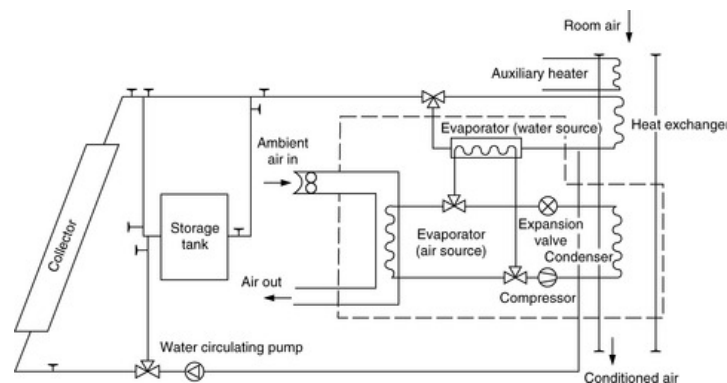 Room air
Auxiliary heater
Heat exchanger
Evaporator (water source)
Ambient
air in
Storage
tank
Collector
Evaporator
(air source)
Expansion
valve
Condenser
Air out
Compressor
Water circulating pump
Conditioned air